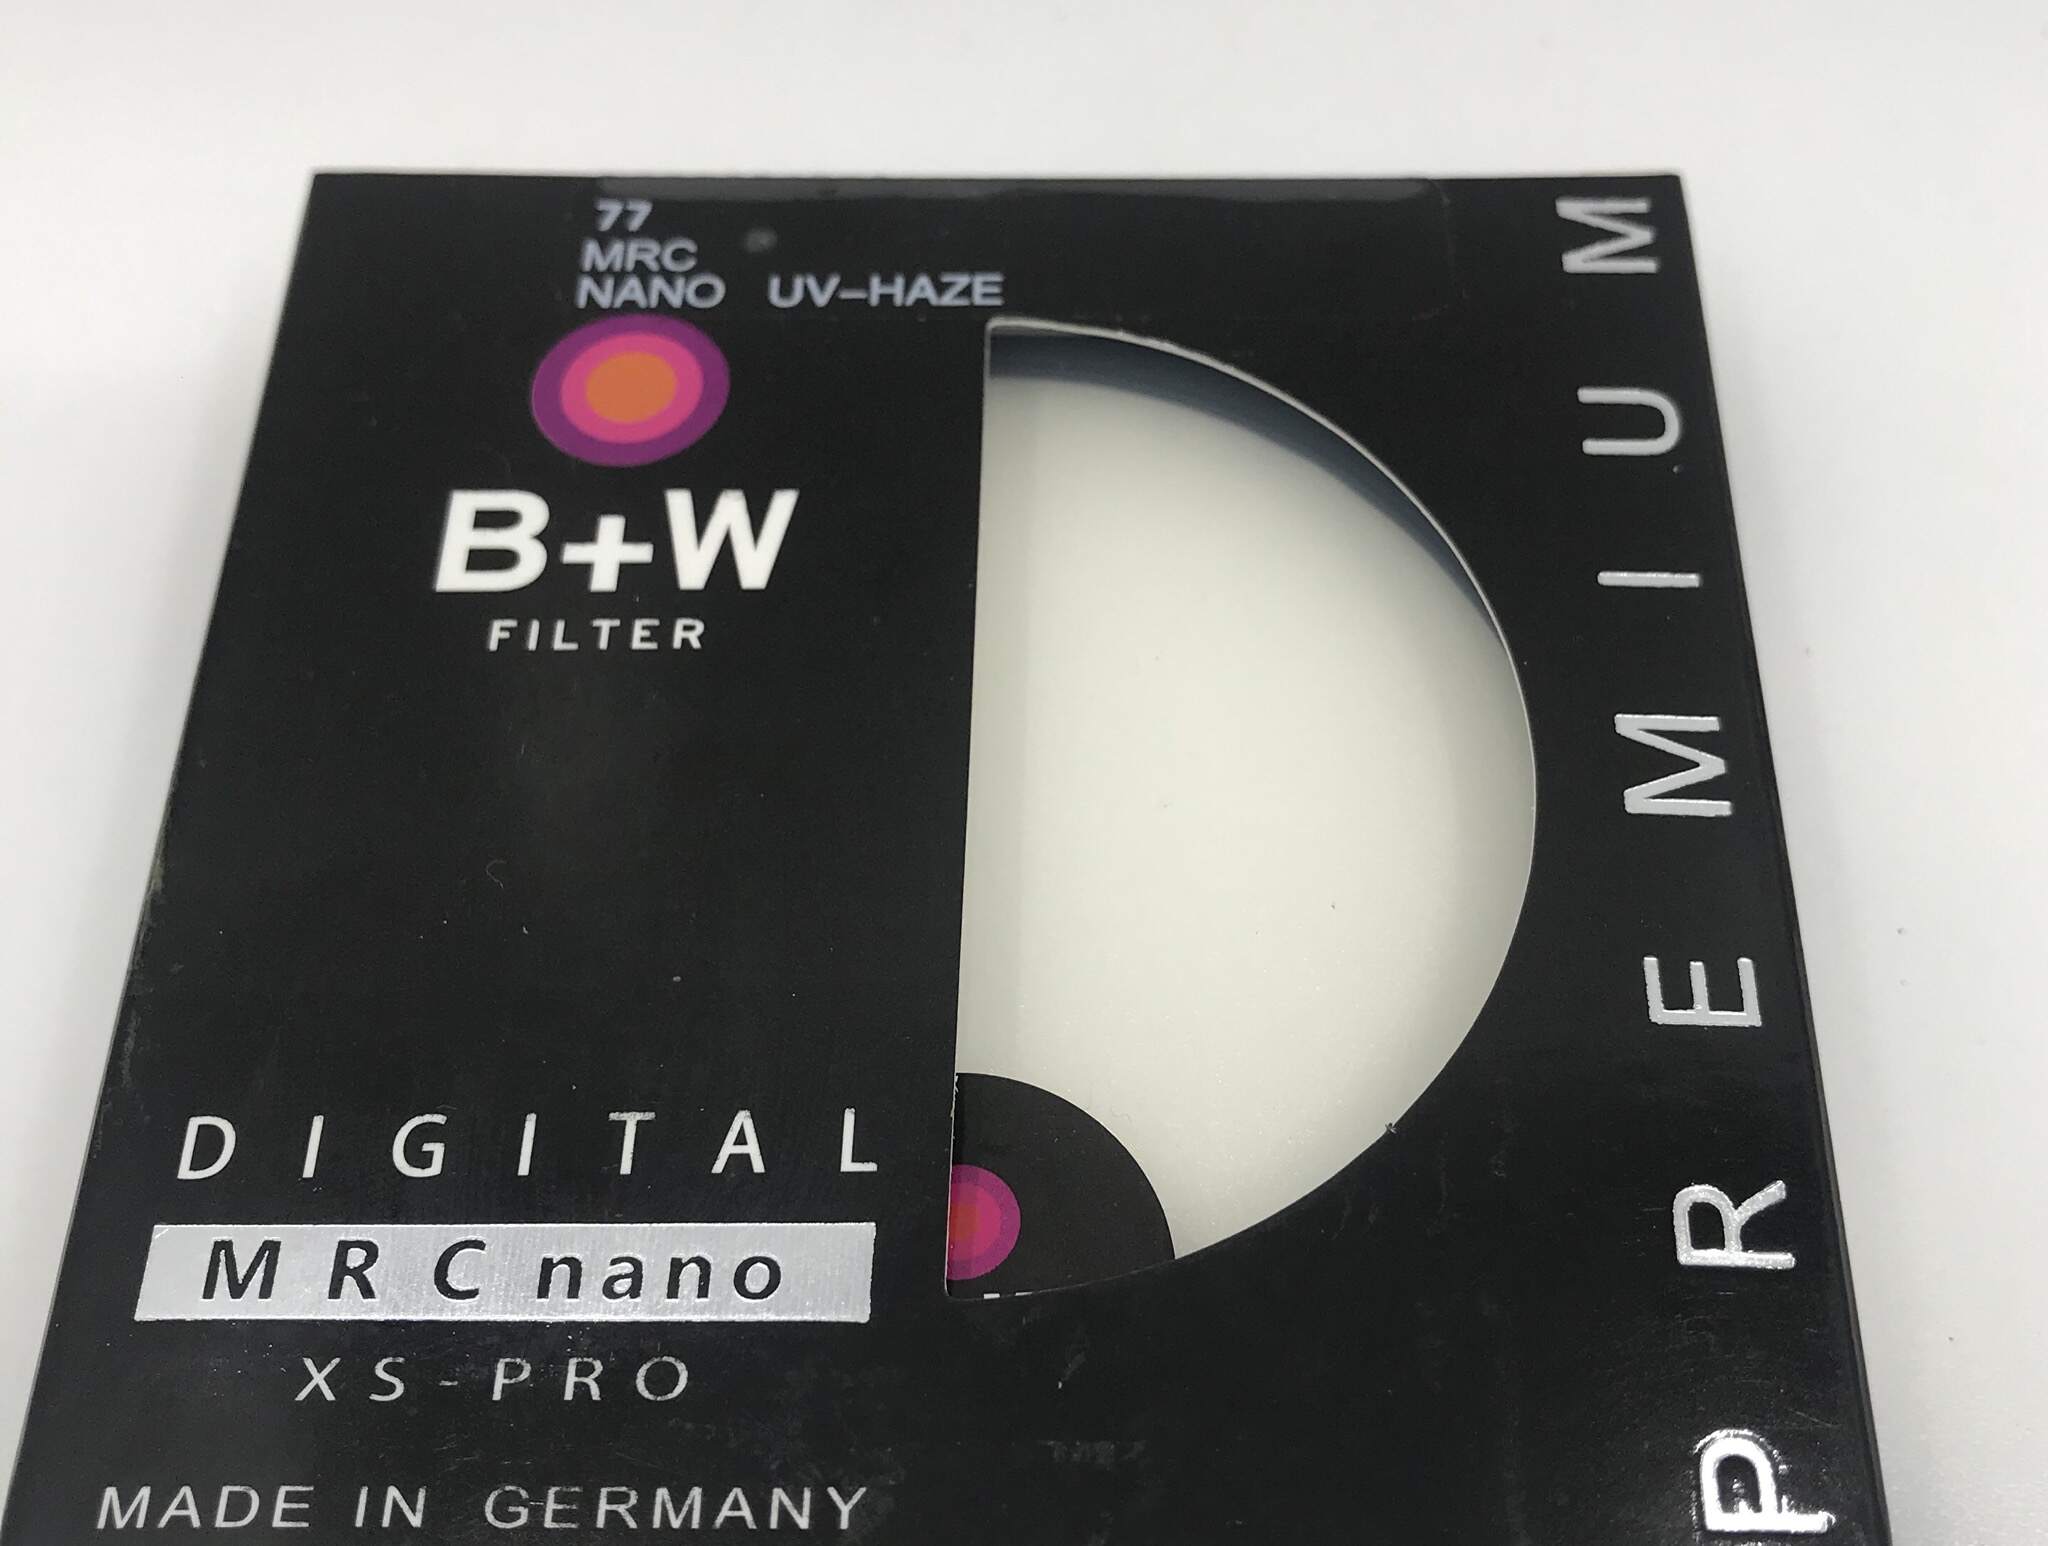 77
MRC
NANO UV-HAZE
B+W
FILTER
DIGITAL
MRC nano
XS-PRO
MADE IN GERMANY
PREMIUM